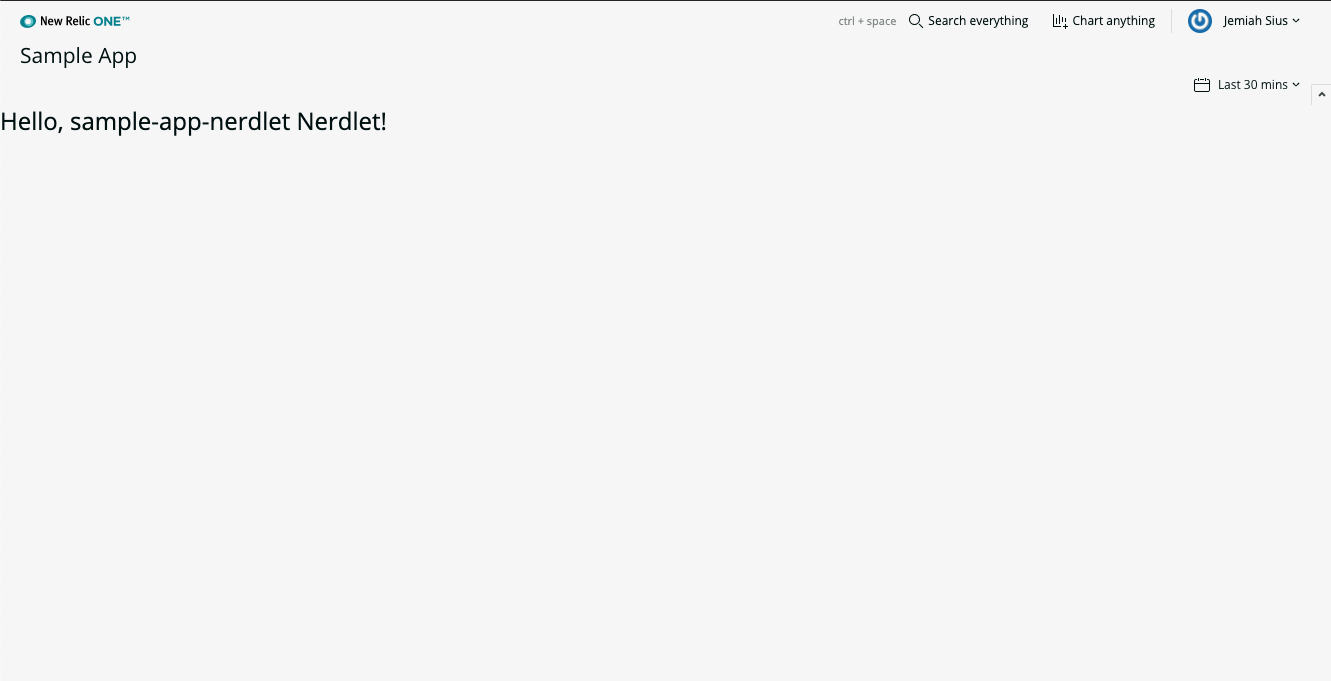 New Relic ONE™ ctrl + space Search everything Chart anything Jemiah Sius
Sample App
Last 30 mins
Hello, sample-app-nerdlet Nerdlet!